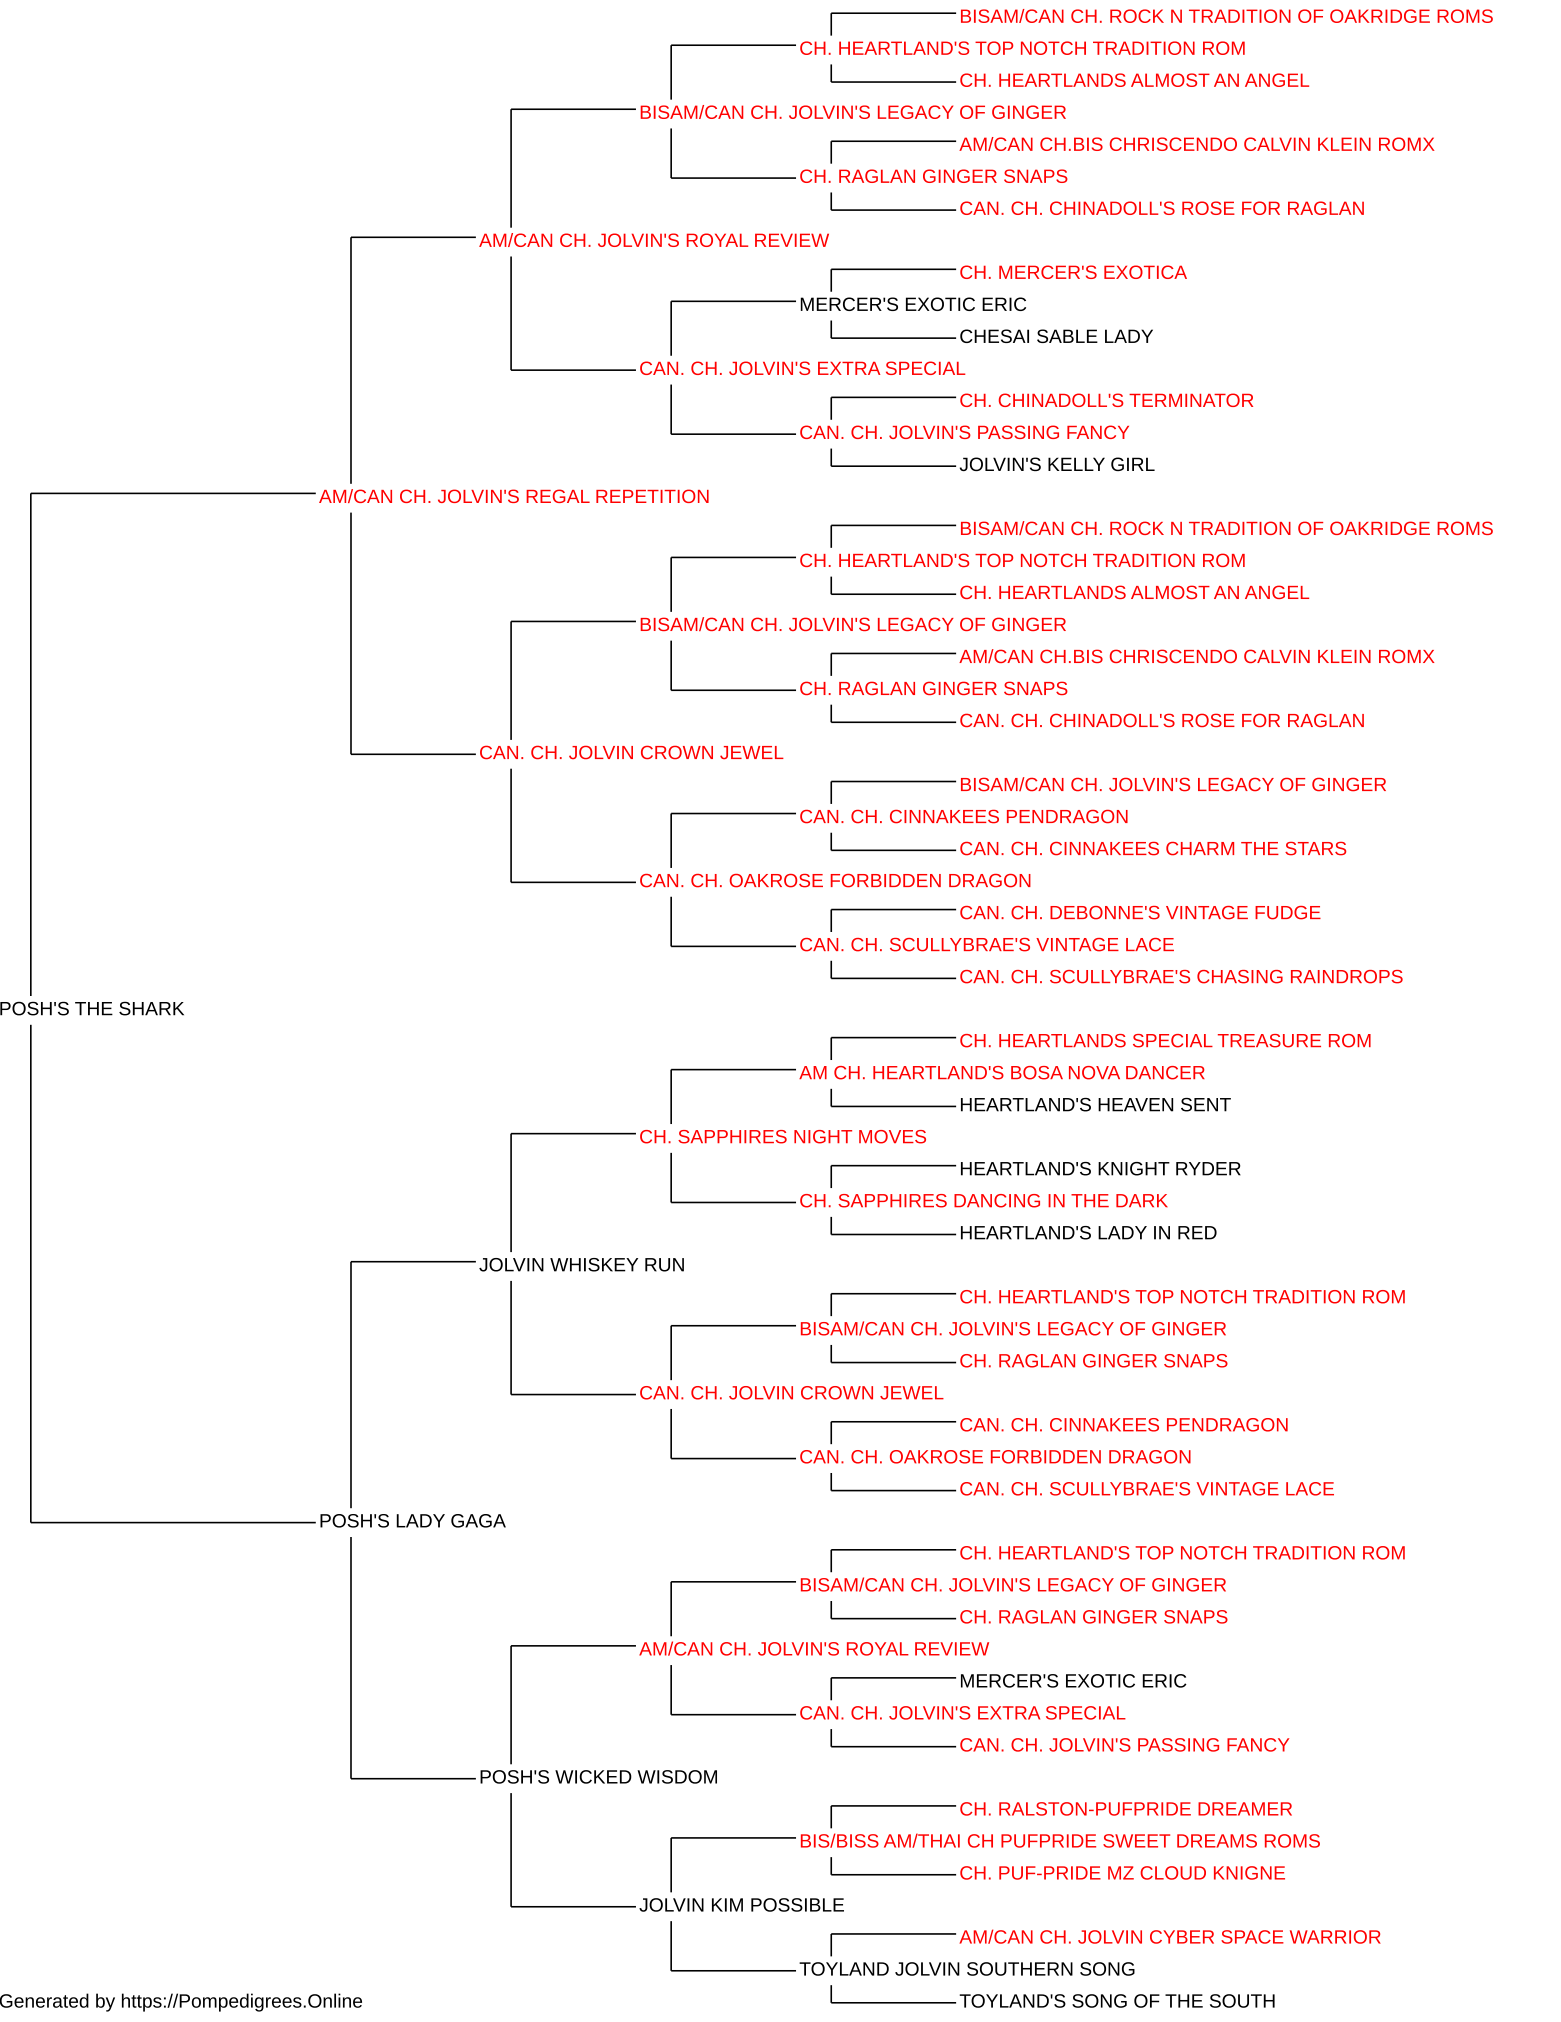 BISAM/CAN CH. ROCK N TRADITION OF OAKRIDGE ROMS
CH. HEARTLAND'S TOP NOTCH TRADITION ROM
CH. HEARTLANDS ALMOST AN ANGEL
BISAM/CAN CH. JOLVIN'S LEGACY OF GINGER
AM/CAN CH.BIS CHRISCENDO CALVIN KLEIN ROMX
CH. RAGLAN GINGER SNAPS
CAN. CH. CHINADOLL'S ROSE FOR RAGLAN
AM/CAN CH. JOLVIN'S ROYAL REVIEW
CH. MERCER'S EXOTICA
MERCER'S EXOTIC ERIC
CHESAI SABLE LADY
CAN. CH. JOLVIN'S EXTRA SPECIAL
CH. CHINADOLL'S TERMINATOR
CAN. CH. JOLVIN'S PASSING FANCY
JOLVIN'S KELLY GIRL
AM/CAN CH. JOLVIN'S REGAL REPETITION
BISAM/CAN CH. ROCK N TRADITION OF OAKRIDGE ROMS
CH. HEARTLAND'S TOP NOTCH TRADITION ROM
CH. HEARTLANDS ALMOST AN ANGEL
BISAM/CAN CH. JOLVIN'S LEGACY OF GINGER
AM/CAN CH.BIS CHRISCENDO CALVIN KLEIN ROMX
CH. RAGLAN GINGER SNAPS
CAN. CH. CHINADOLL'S ROSE FOR RAGLAN
CAN. CH. JOLVIN CROWN JEWEL
BISAM/CAN CH. JOLVIN'S LEGACY OF GINGER
CAN. CH. CINNAKEES PENDRAGON
CAN. CH. CINNAKEES CHARM THE STARS
CAN. CH. OAKROSE FORBIDDEN DRAGON
CAN. CH. DEBONNE'S VINTAGE FUDGE
CAN. CH. SCULLYBRAE'S VINTAGE LACE
CAN. CH. SCULLYBRAE'S CHASING RAINDROPS
POSH'S THE SHARK
CH. HEARTLANDS SPECIAL TREASURE ROM
AM CH. HEARTLAND'S BOSA NOVA DANCER
HEARTLAND'S HEAVEN SENT
CH. SAPPHIRES NIGHT MOVES
HEARTLAND'S KNIGHT RYDER
CH. SAPPHIRES DANCING IN THE DARK
HEARTLAND'S LADY IN RED
JOLVIN WHISKEY RUN
CH. HEARTLAND'S TOP NOTCH TRADITION ROM
BISAM/CAN CH. JOLVIN'S LEGACY OF GINGER
CH. RAGLAN GINGER SNAPS
CAN. CH. JOLVIN CROWN JEWEL
CAN. CH. CINNAKEES PENDRAGON
CAN. CH. OAKROSE FORBIDDEN DRAGON
CAN. CH. SCULLYBRAE'S VINTAGE LACE
POSH'S LADY GAGA
CH. HEARTLAND'S TOP NOTCH TRADITION ROM
BISAM/CAN CH. JOLVIN'S LEGACY OF GINGER
CH. RAGLAN GINGER SNAPS
AM/CAN CH. JOLVIN'S ROYAL REVIEW
MERCER'S EXOTIC ERIC
CAN. CH. JOLVIN'S EXTRA SPECIAL
CAN. CH. JOLVIN'S PASSING FANCY
POSH'S WICKED WISDOM
CH. RALSTON-PUFPRIDE DREAMER
BIS/BISS AM/THAI CH PUFPRIDE SWEET DREAMS ROMS
CH. PUF-PRIDE MZ CLOUD KNIGNE
JOLVIN KIM POSSIBLE
AM/CAN CH. JOLVIN CYBER SPACE WARRIOR
TOYLAND JOLVIN SOUTHERN SONG
TOYLAND'S SONG OF THE SOUTH
Generated by https://Pompedigrees.Online